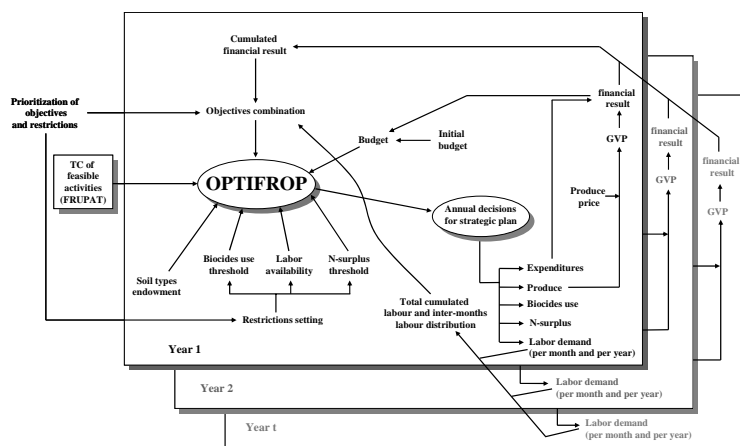 Cumulated
financial result
Prioritization of
objectives
and restrictions
Objectives combination
financial
result
Budget
Initial
budget
GVP
TC of
feasible
activities
(FRUPAT)
OPTIFROP
Produce
price
Annual decisions
for strategic plan
Biocides use
threshold
Labor
availability
N-surplus
threshold
Soil types
endowment
Expenditures
Produce
Biocides use
N-surplus
Labor demand
(per month and per year)
Total cumulated
labour and inter-months
labour distribution
Restrictions setting
Year 1
financial
result
GVP
Labor demand
(per month and per year)
Year 2
financial
result
GVP
Labor demand
(per month and per year)
Year t